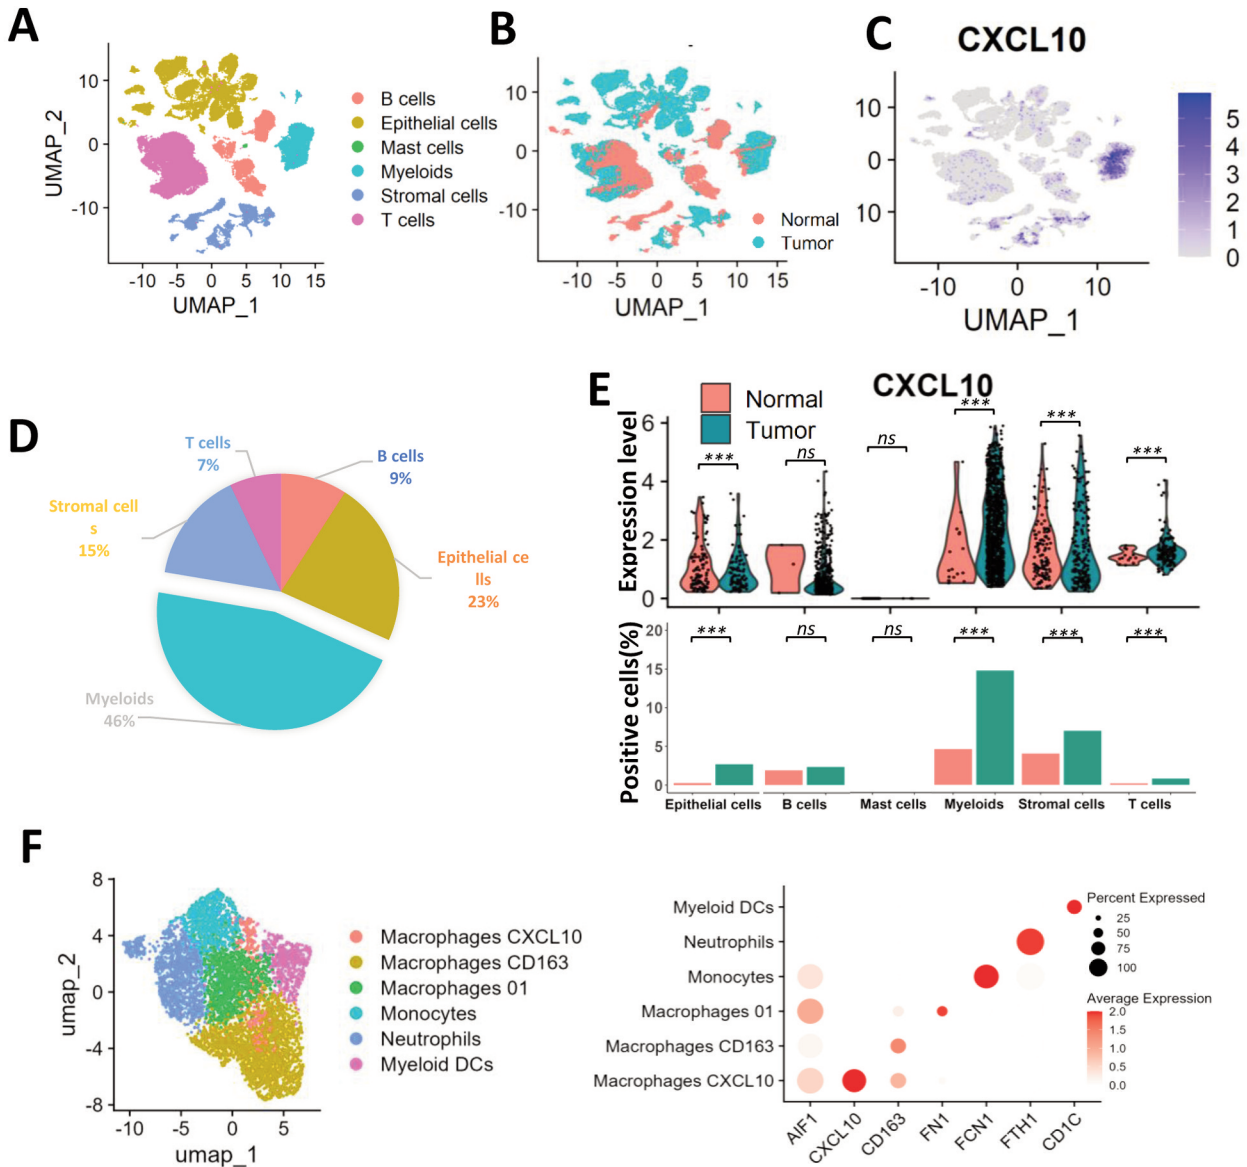 A
10
0
-10
UMAP_2
-10
-5
0
5
10
15
UMAP_1
B cells
Epithelial cells
Mast cells
Myeloids
Stromal cells
T cells
B
10
0
-10
-10
-5
0
5
10
15
UMAP_1
Normal
Tumor
C
CXCL10
10
0
10
-10
0
10
UMAP_1
5
4
3
2
1
0
D
T cells
7%
B cells
9%
Stromal cell
s
15%
Epithelial ce
lls
23%
Myeloids
46%
E
CXCL10
Normal
Tumor
Expression level
6
4
2
0
***
ns
ns
***
***
***
Positive cells(%)
20
15
10
5
0
***
ns
ns
***
***
***
Epithelial cells
B cells
Mast cells
Myeloids
Stromal cells
T cells
F
8
4
0
-4
-8
umap_2
-10
-5
0
5
umap_1
Macrophages CXCL10
Macrophages CD163
Macrophages 01
Monocytes
Neutrophils
Myeloid DCs
Myeloid DCs
Neutrophils
Monocytes
Macrophages 01
Macrophages CD163
Macrophages CXCL10
AIF1
CXCL10
CD163
FN1
FCN1
FTH1
CD1C
Percent Expressed
25
50
75
100
Average Expression
2.0
1.5
1.0
0.5
0.0